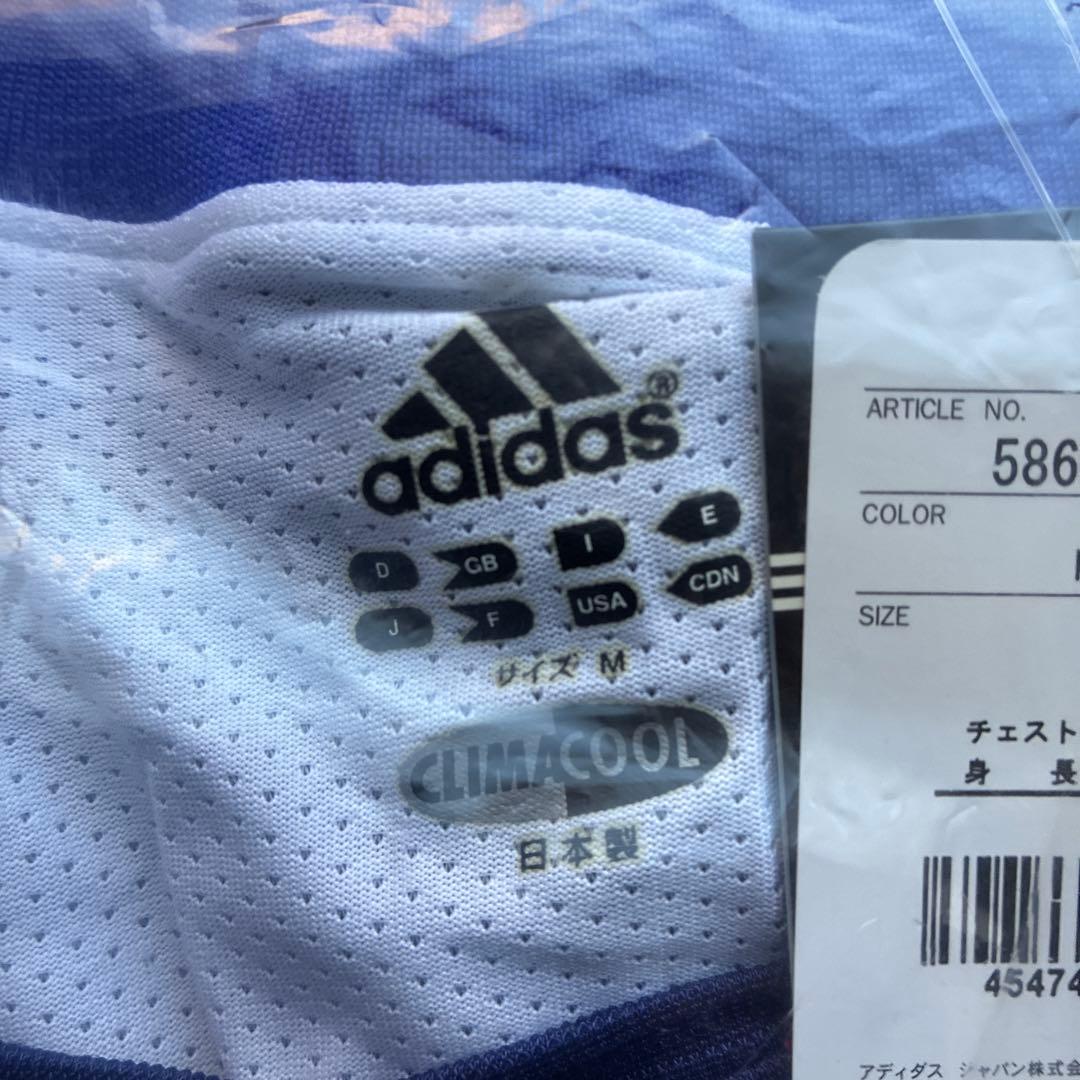 adidas®
D GB I E
J F USA CDN
サイズ M
CLIMACOOL
日本製
ARTICLE NO.
586
COLOR
SIZE
チェスト
身 長
45474
アディダス ジャパン株式会